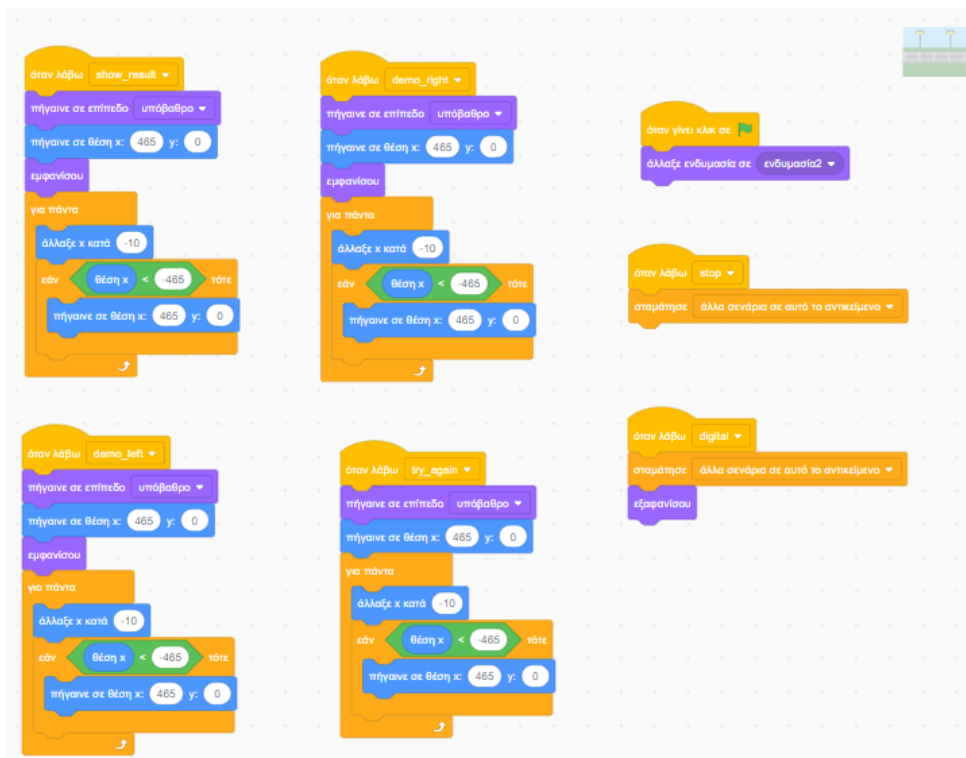 όταν λάβω show_result
πήγαινε σε επίπεδο υπόβαθρο
πήγαινε σε θέση x: 465 y: 0
εμφανίσου
για πάντα
άλλαξε x κατά -10
εάν θέση x < -465 τότε
πήγαινε σε θέση x: 465 y: 0
όταν λάβω demo_right
πήγαινε σε επίπεδο υπόβαθρο
πήγαινε σε θέση x: 465 y: 0
εμφανίσου
για πάντα
άλλαξε x κατά -10
εάν θέση x < -465 τότε
πήγαινε σε θέση x: 465 y: 0
όταν γίνει κλικ σε
άλλαξε ενδυμασία σε ενδυμασία2
όταν λάβω stop
σταμάτησε άλλα σενάρια σε αυτό το αντικείμενο
όταν λάβω demo_left
πήγαινε σε επίπεδο υπόβαθρο
πήγαινε σε θέση x: 465 y: 0
εμφανίσου
για πάντα
άλλαξε x κατά -10
εάν θέση x < -465 τότε
πήγαινε σε θέση x: 465 y: 0
όταν λάβω try_again
πήγαινε σε επίπεδο υπόβαθρο
πήγαινε σε θέση x: 465 y: 0
για πάντα
άλλαξε x κατά -10
εάν θέση x < -465 τότε
πήγαινε σε θέση x: 465 y: 0
όταν λάβω digital
σταμάτησε άλλα σενάρια σε αυτό το αντικείμενο
εξαφανίσου